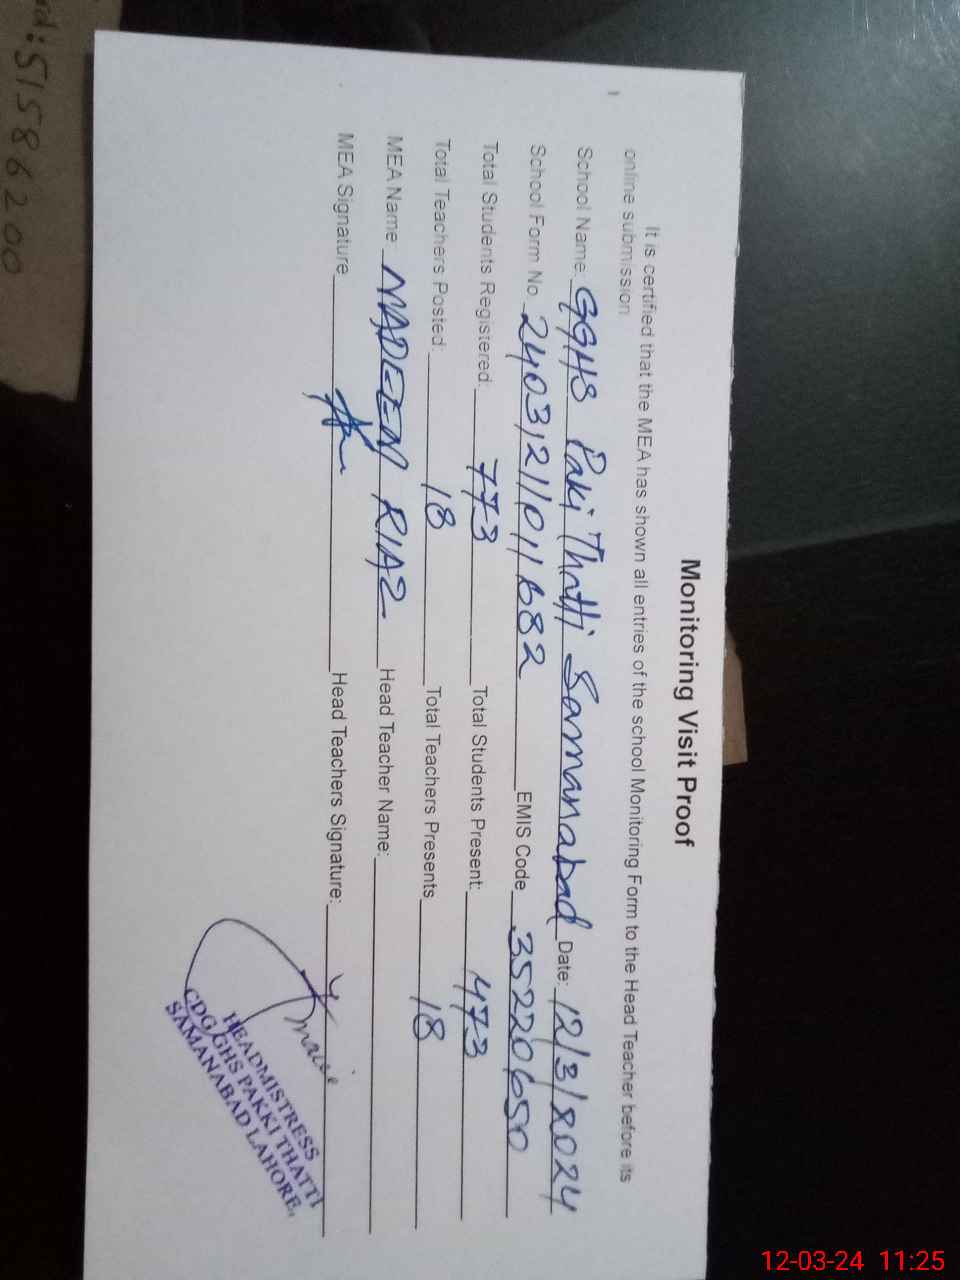 Monitoring Visit Proof
It is certified that the MEA has shown all entries of the school Monitoring Form to the Head Teacher before its
online submission
School Name: GGHS Paki Thatti Sammanabad Date: 12/3/2024
School Form No 24031211011682 EMIS Code 35220650
Total Students Registered: 773 Total Students Present: 473
Total Teachers Posted: 18 Total Teachers Presents 18
MEA Name NADEEM RIAZ Head Teacher Name:
MEA Signature Head Teachers Signature:
HEADMISTRESS
CDG GHS PAKKI THATTI
SAMANABAD LAHORE.
d: 51586200
12-03-24 11:25